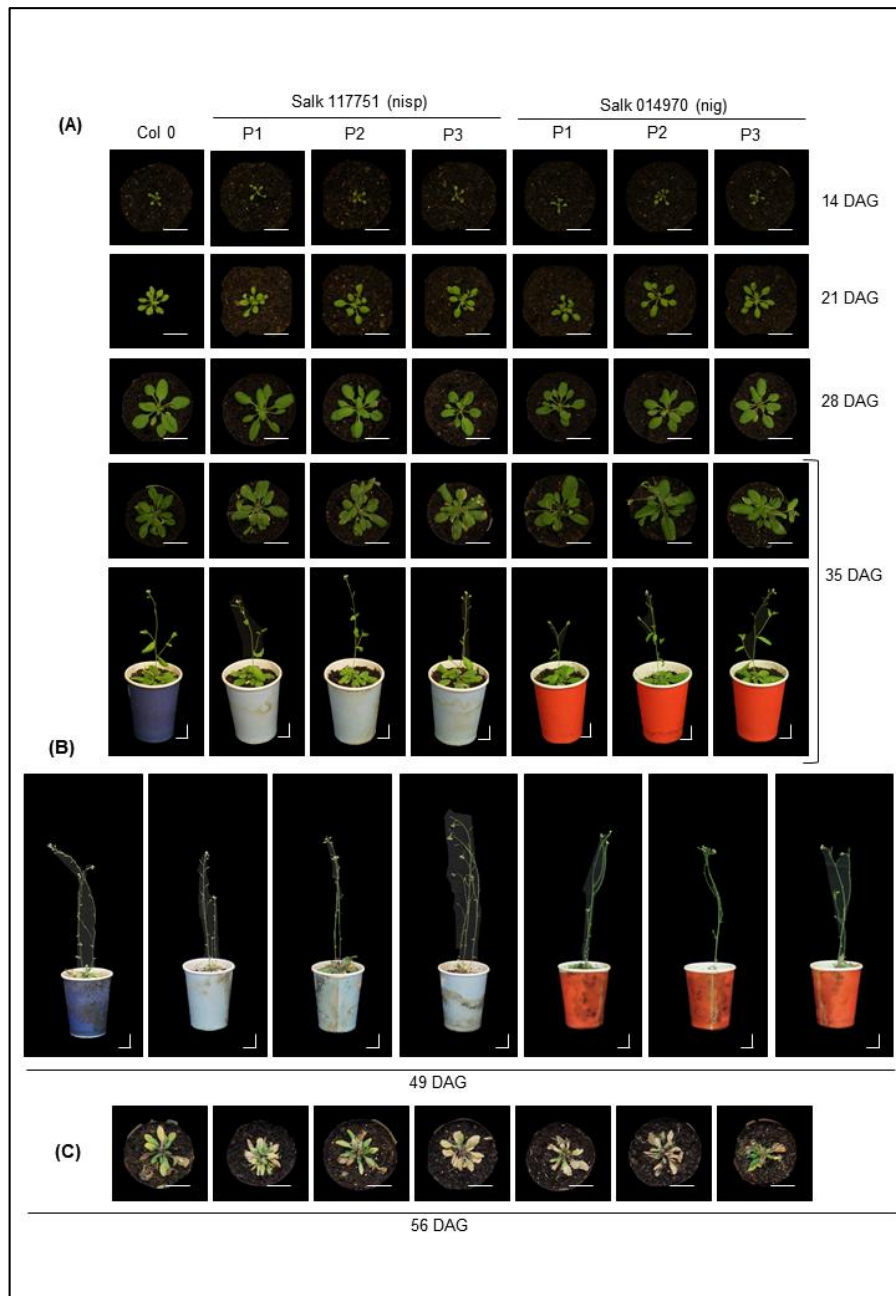 Salk 117751 (nisp)
Salk 014970 (nig)
(A)
Col 0
P1
P2
P3
P1
P2
P3
14 DAG
21 DAG
28 DAG
35 DAG
(B)
49 DAG
(C)
56 DAG